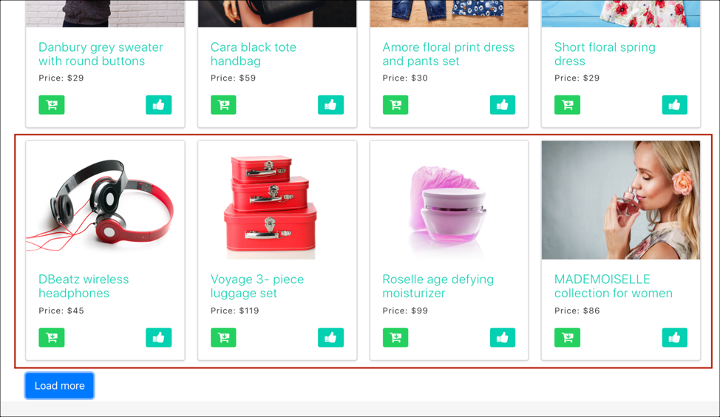 Danbury grey sweater
with round buttons
Price: $29
Cara black tote
handbag
Price: $59
Amore floral print dress
and pants set
Price: $30
Short floral spring
dress
Price: $29
DBeatz wireless
headphones
Price: $45
Voyage 3- piece
luggage set
Price: $119
Roselle age defying
moisturizer
Price: $99
MADEMOISELLE
collection for women
Price: $86
Load more